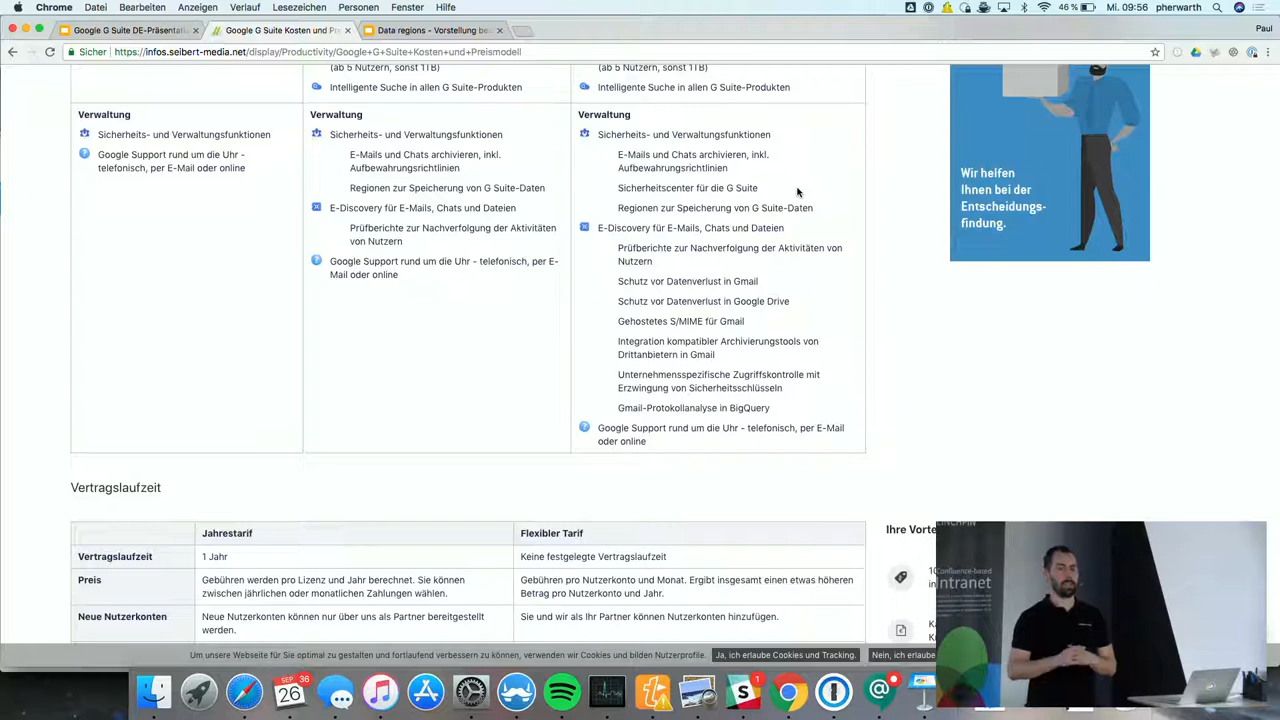 Chrome Datei Bearbeiten Anzeigen Verlauf Lesezeichen Personen Fenster Hilfe 46 % Mi. 09:56 pherwarth
Google G Suite DE-Präsentati Google G Suite Kosten und Pr Data regions - Vorstellung be Paul
Sicher https://infos.seibert-media.net/display/Productivity/Google+G+Suite+Kosten+und+Preismodell
(ab 5 Nutzern, sonst 1TB)
Intelligente Suche in allen G Suite-Produkten
(ab 5 Nutzern, sonst 1TB)
Intelligente Suche in allen G Suite-Produkten
Verwaltung
Sicherheits- und Verwaltungsfunktionen
Google Support rund um die Uhr -
telefonisch, per E-Mail oder online
Verwaltung
Sicherheits- und Verwaltungsfunktionen
E-Mails und Chats archivieren, inkl.
Aufbewahrungsrichtlinien
Regionen zur Speicherung von G Suite-Daten
E-Discovery für E-Mails, Chats und Dateien
Prüfberichte zur Nachverfolgung der Aktivitäten
von Nutzern
Google Support rund um die Uhr - telefonisch, per E-
Mail oder online
Verwaltung
Sicherheits- und Verwaltungsfunktionen
E-Mails und Chats archivieren, inkl.
Aufbewahrungsrichtlinien
Sicherheitscenter für die G Suite
Regionen zur Speicherung von G Suite-Daten
E-Discovery für E-Mails, Chats und Dateien
Prüfberichte zur Nachverfolgung der Aktivitäten von
Nutzern
Schutz vor Datenverlust in Gmail
Schutz vor Datenverlust in Google Drive
Gehostetes S/MIME für Gmail
Integration kompatibler Archivierungstools von
Drittanbietern in Gmail
Unternehmensspezifische Zugriffskontrolle mit
Erzwingung von Sicherheitsschlüsseln
Gmail-Protokollanalyse in BigQuery
Google Support rund um die Uhr - telefonisch, per E-Mail
oder online
Wir helfen
Ihnen bei der
Entscheidungs-
findung.
Vertragslaufzeit
Jahrestarif Flexibler Tarif
Vertragslaufzeit 1 Jahr Keine festgelegte Vertragslaufzeit
Preis Gebühren werden pro Lizenz und Jahr berechnet. Sie können
zwischen jährlichen oder monatlichen Zahlungen wählen.
Gebühren pro Nutzerkonto und Monat. Ergibt insgesamt einen etwas höheren
Betrag pro Nutzerkonto und Jahr.
Neue Nutzerkonten Neue Nutzerkonten können nur über uns als Partner bereitgestellt
werden.
Sie und wir als Ihr Partner können Nutzerkonten hinzufügen.
Ihre Vorte
LINCHPIN
Confluence-based
Intranet
Um unsere Webseite für Sie optimal zu gestalten und fortlaufend verbessern zu können, verwenden wir Cookies und bilden Nutzerprofile. Ja, ich erlaube Cookies und Tracking. Nein, ich erlaube
SEP 36
26
1